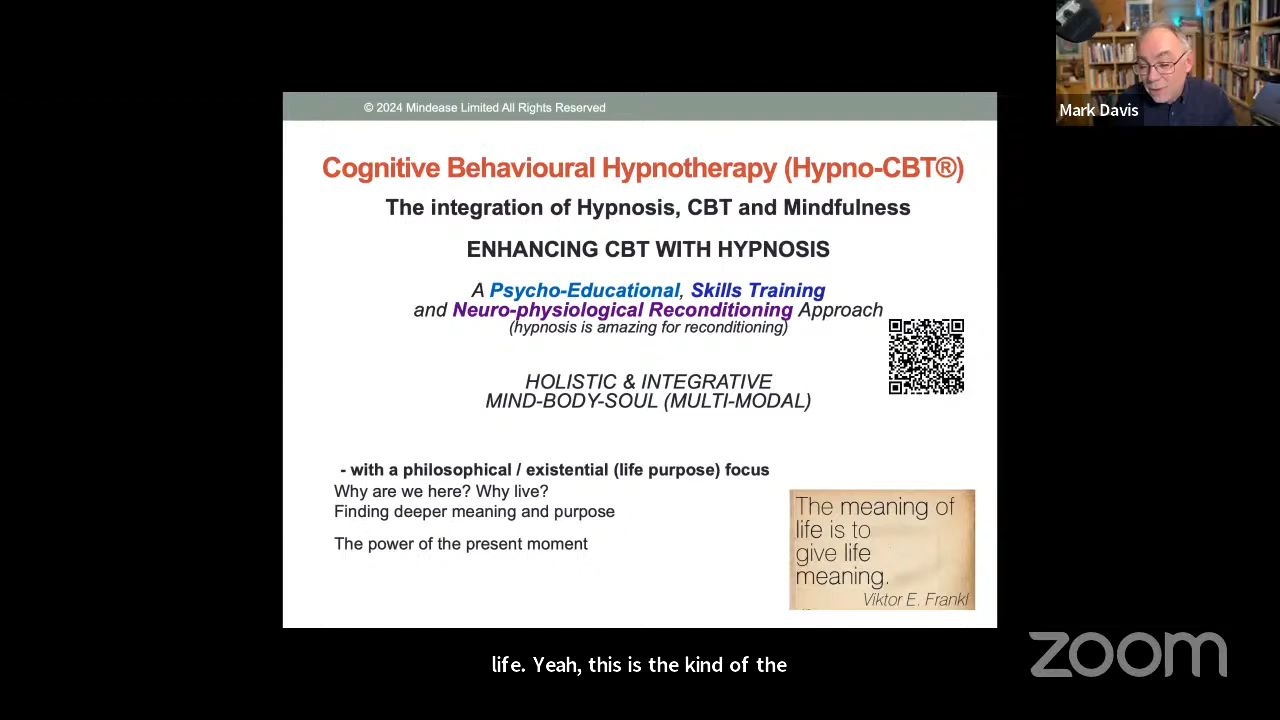 © 2024 Mindease Limited All Rights Reserved
Mark Davis
Cognitive Behavioural Hypnotherapy (Hypno-CBT®)
The integration of Hypnosis, CBT and Mindfulness
ENHANCING CBT WITH HYPNOSIS
A Psycho-Educational, Skills Training
and Neuro-physiological Reconditioning Approach
(hypnosis is amazing for reconditioning)
HOLISTIC & INTEGRATIVE
MIND-BODY-SOUL (MULTI-MODAL)
- with a philosophical / existential (life purpose) focus
Why are we here? Why live?
Finding deeper meaning and purpose
The power of the present moment
The meaning of
life is to
give life
meaning.
Viktor E. Frankl
life. Yeah, this is the kind of the
zoom